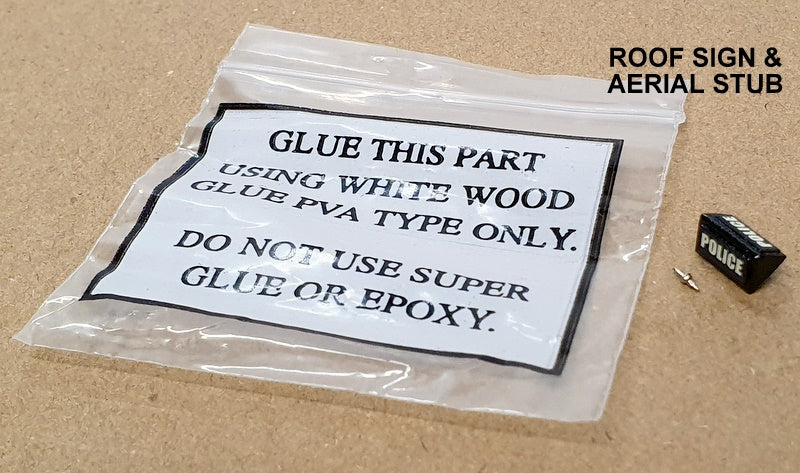 ROOF SIGN &
AERIAL STUB
GLUE THIS PART
USING WHITE WOOD
GLUE PVA TYPE ONLY.
DO NOT USE SUPER
GLUE OR EPOXY.
POLICE
POLICE